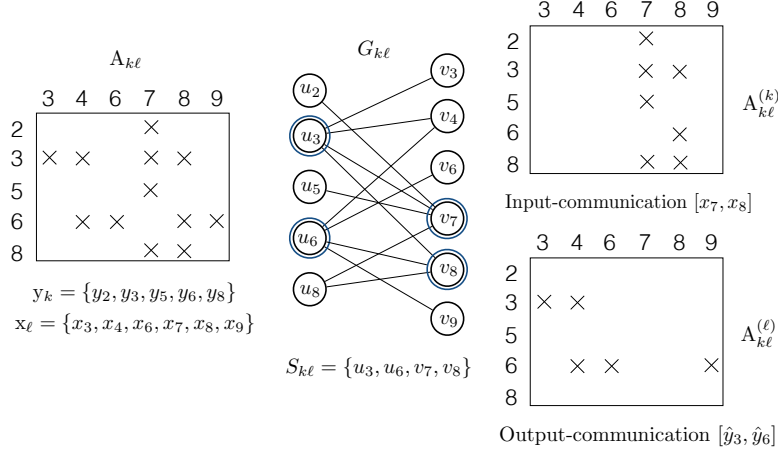 A_{kℓ}
3 4 6 7 8 9
2
3
5
6
8
y_k = {y_2, y_3, y_5, y_6, y_8}
x_ℓ = {x_3, x_4, x_6, x_7, x_8, x_9}
G_{kℓ}
u_2
u_3
u_5
u_6
u_8
v_3
v_4
v_6
v_7
v_8
v_9
S_{kℓ} = {u_3, u_6, v_7, v_8}
3 4 6 7 8 9
2
3
5
6
8
A_{kℓ}^{(k)}
Input-communication [x_7, x_8]
3 4 6 7 8 9
2
3
5
6
8
A_{kℓ}^{(ℓ)}
Output-communication [ŷ_3, ŷ_6]